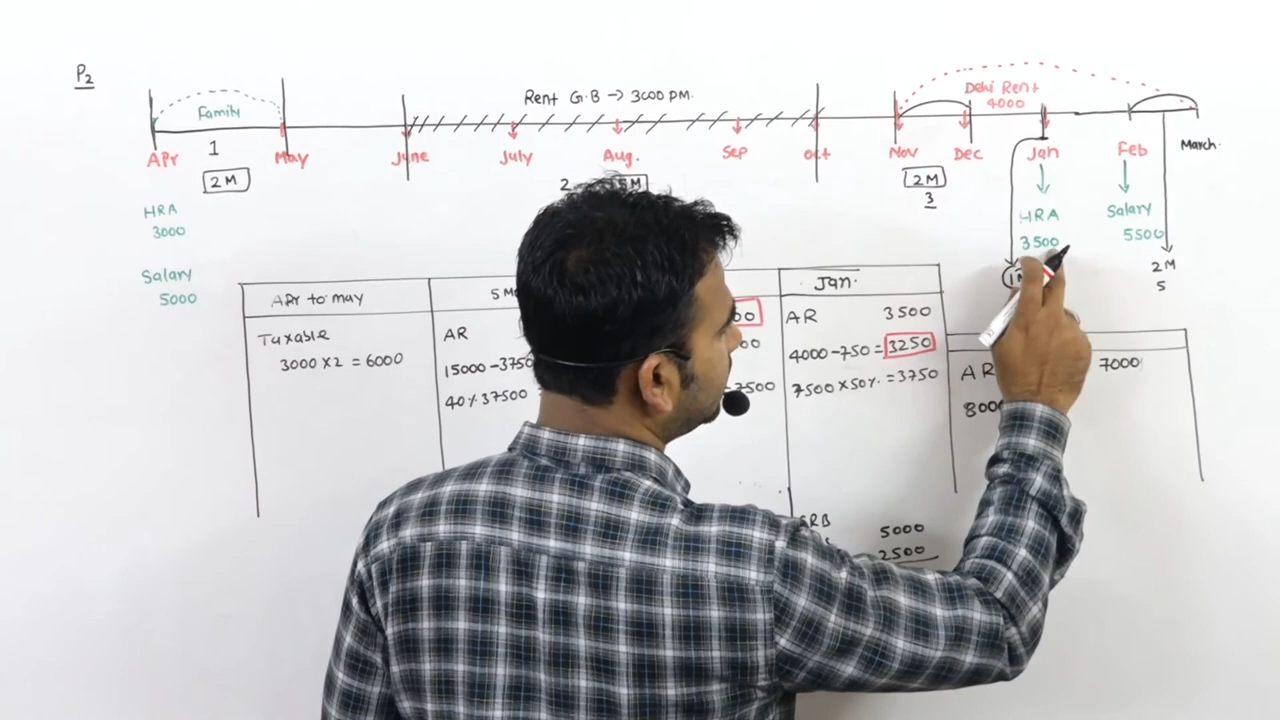 P2
Family
Rent G.B → 3000 PM.
Delhi Rent
4000
Apr
May
June
July
Aug.
Sep
Oct
Nov
Dec
Jan
Feb
March.
1
2M
2
5M
2M
3
HRA
3000
Salary
5000
HRA
3500
Salary
5500
2M
5
APr to may
Taxable
3000 × 2 = 6000
AR
15000 - 3750
40% 37500
7500
Jan.
AR 3500
4000 - 750 = 3250
7500 × 50% = 3750
5000
2500
AR 7000